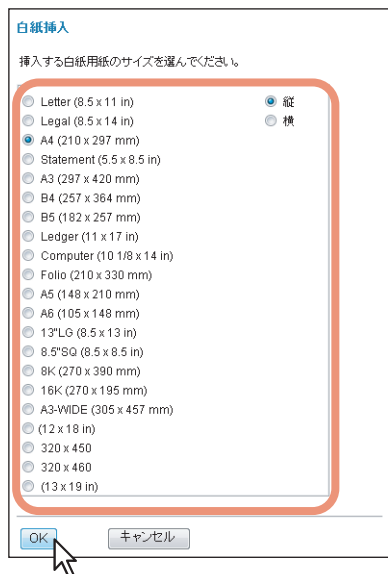 白紙挿入
挿入する白紙用紙のサイズを選んでください。
Letter (8.5 x 11 in) 縦
Legal (8.5 x 14 in) 横
A4 (210 x 297 mm)
Statement (5.5 x 8.5 in)
A3 (297 x 420 mm)
B4 (257 x 364 mm)
B5 (182 x 257 mm)
Ledger (11 x 17 in)
Computer (10 1/8 x 14 in)
Folio (210 x 330 mm)
A5 (148 x 210 mm)
A6 (105 x 148 mm)
13"LG (8.5 x 13 in)
8.5"SQ (8.5 x 8.5 in)
8K (270 x 390 mm)
16K (270 x 195 mm)
A3-WIDE (305 x 457 mm)
(12 x 18 in)
320 x 450
320 x 460
(13 x 19 in)
OK キャンセル